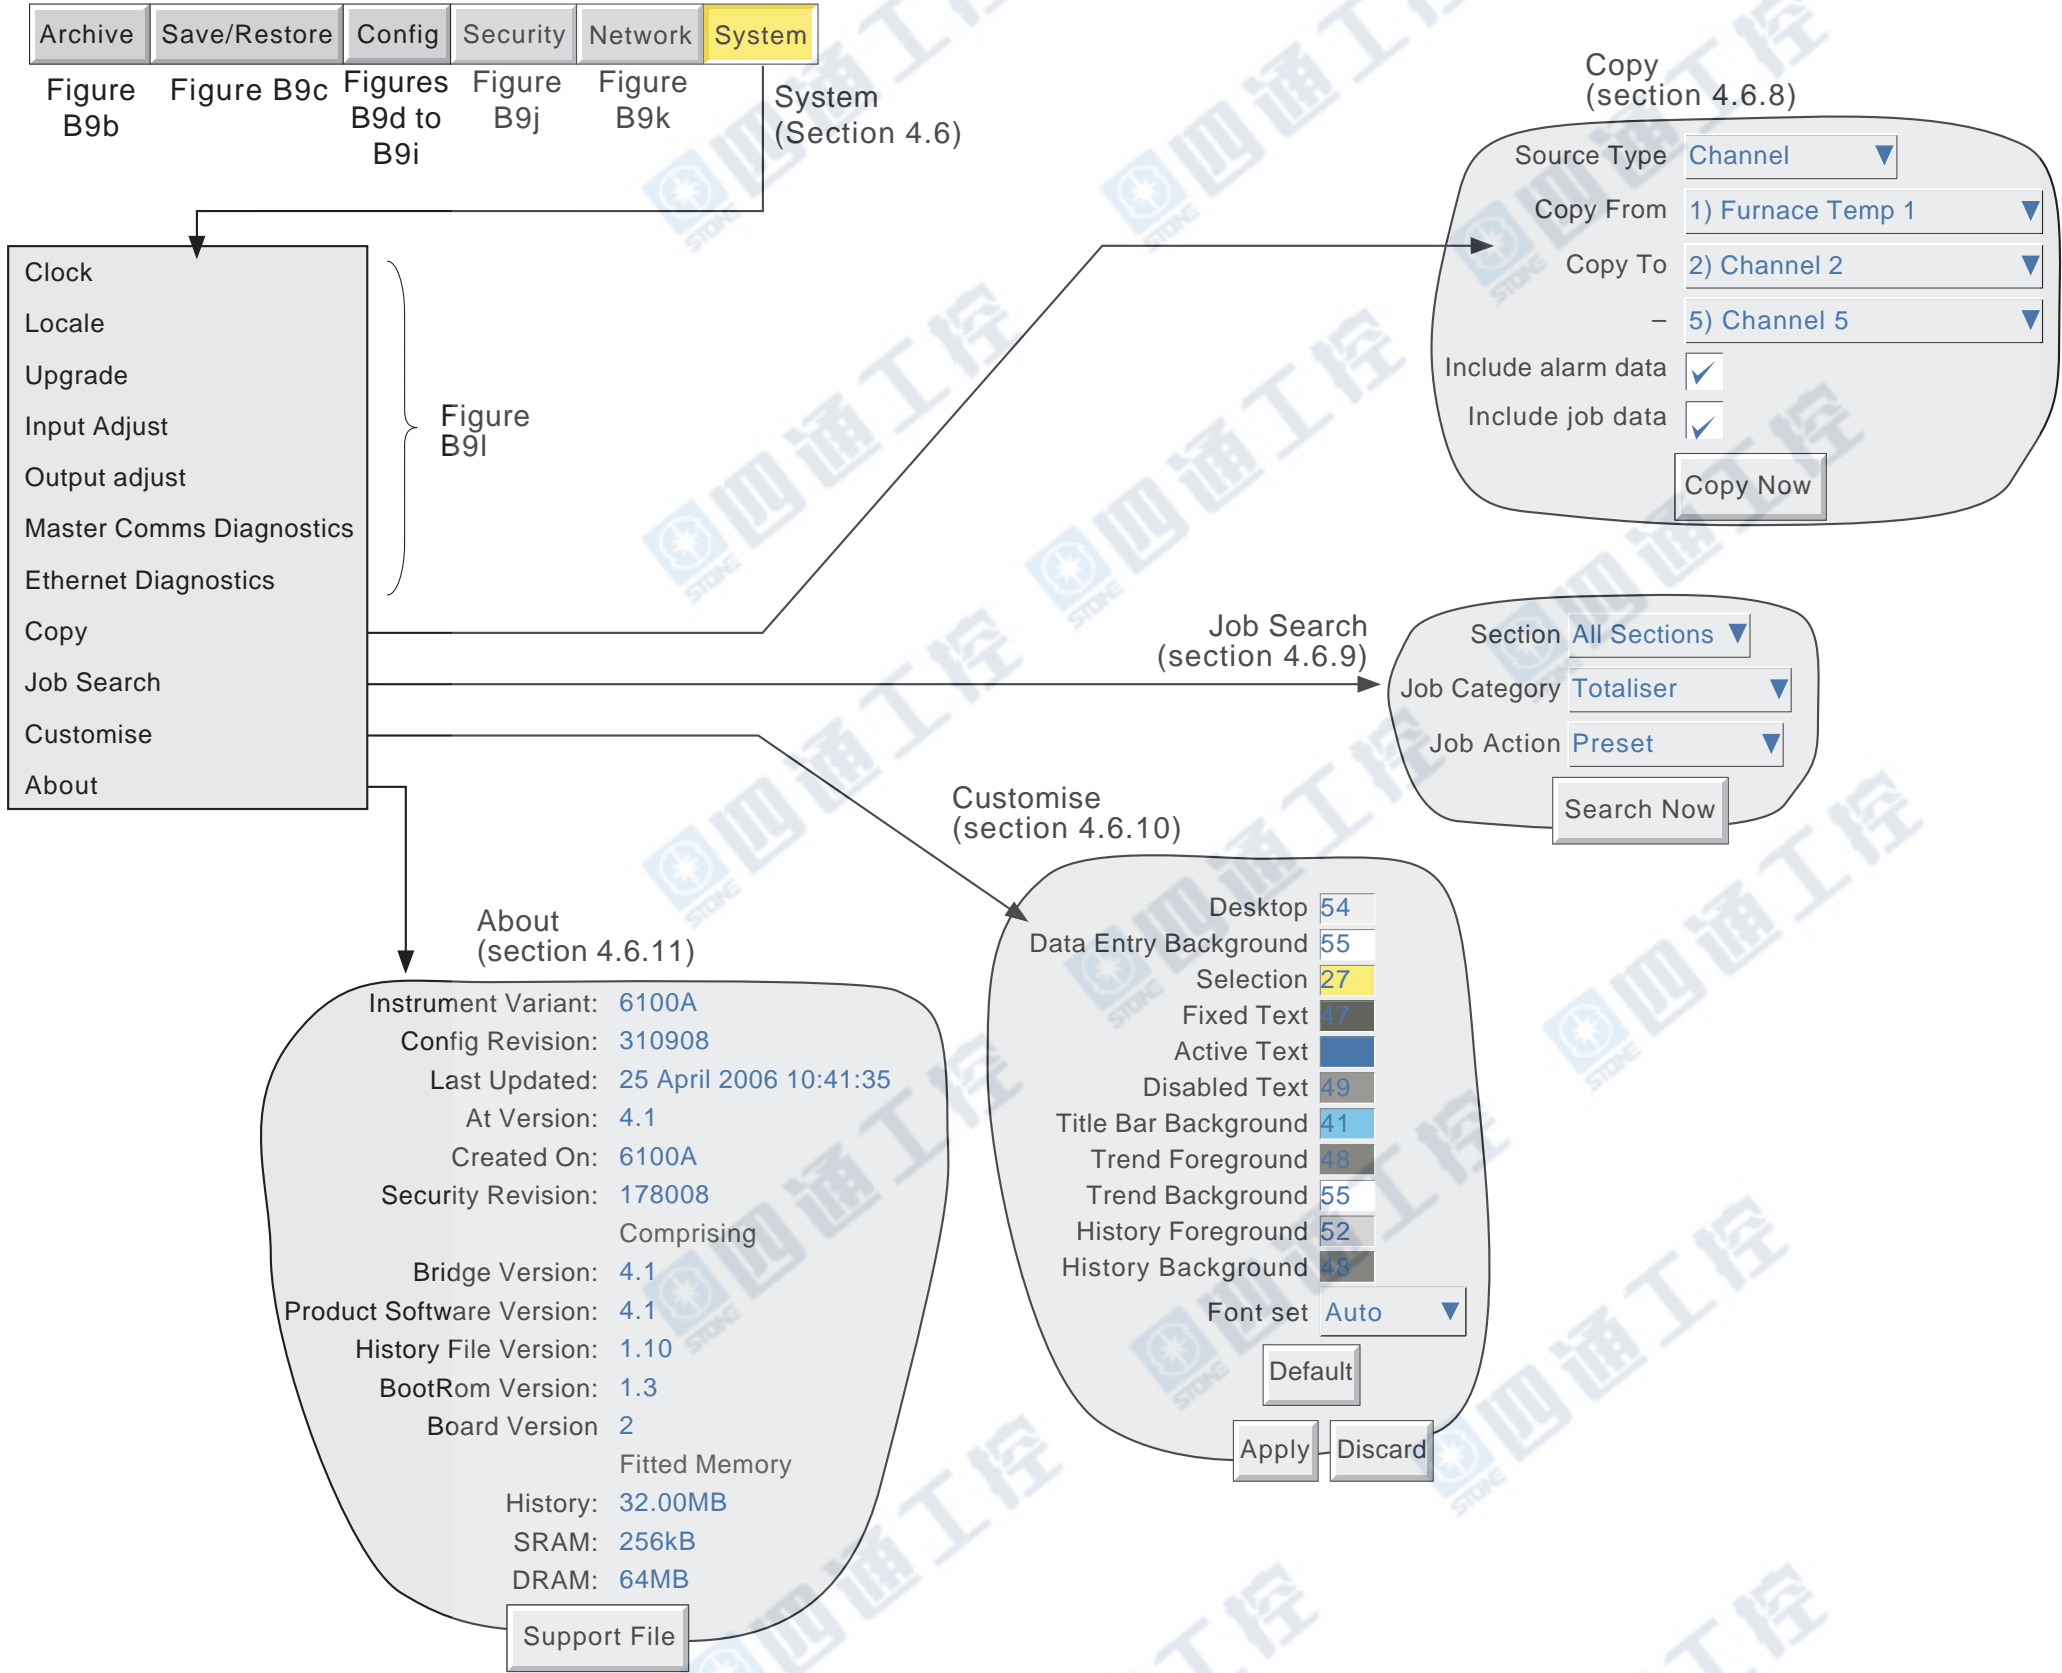 Archive Save/Restore Config Security Network System
Figure B9b
Figure B9c
Figures B9d to B9i
Figure B9j
Figure B9k
System
(Section 4.6)
Clock
Locale
Upgrade
Input Adjust
Output adjust
Master Comms Diagnostics
Ethernet Diagnostics
Copy
Job Search
Customise
About
Figure
B9l
Copy
(section 4.6.8)
Source Type Channel
Copy From 1) Furnace Temp 1
Copy To 2) Channel 2
– 5) Channel 5
Include alarm data
Include job data
Copy Now
Job Search
(section 4.6.9)
Section All Sections
Job Category Totaliser
Job Action Preset
Search Now
Customise
(section 4.6.10)
Desktop 54
Data Entry Background 55
Selection 27
Fixed Text 47
Active Text
Disabled Text 49
Title Bar Background 41
Trend Foreground 48
Trend Background 55
History Foreground 52
History Background 48
Font set Auto
Default
Apply Discard
About
(section 4.6.11)
Instrument Variant: 6100A
Config Revision: 310908
Last Updated: 25 April 2006 10:41:35
At Version: 4.1
Created On: 6100A
Security Revision: 178008
Comprising
Bridge Version: 4.1
Product Software Version: 4.1
History File Version: 1.10
BootRom Version: 1.3
Board Version 2
Fitted Memory
History: 32.00MB
SRAM: 256kB
DRAM: 64MB
Support File
STONE 四通工控